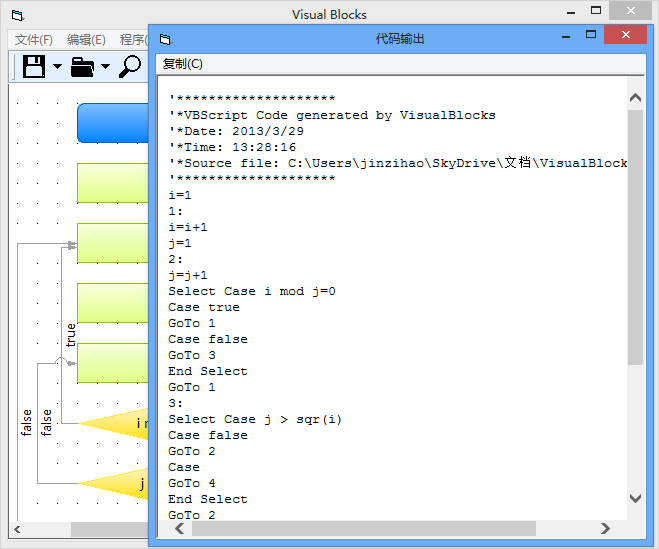 Visual Blocks
文件(F) 编辑(E) 程序(
代码输出
复制(C)
'********************
'*VBScript Code generated by VisualBlocks
'*Date: 2013/3/29
'*Time: 13:28:16
'*Source file: C:\Users\jinzihao\SkyDrive\文档\VisualBlock
'********************
i=1
1:
i=i+1
j=1
2:
j=j+1
Select Case i mod j=0
Case true
GoTo 1
Case false
GoTo 3
End Select
GoTo 1
3:
Select Case j > sqr(i)
Case false
GoTo 2
Case
GoTo 4
End Select
GoTo 2
true
false
false
i
j